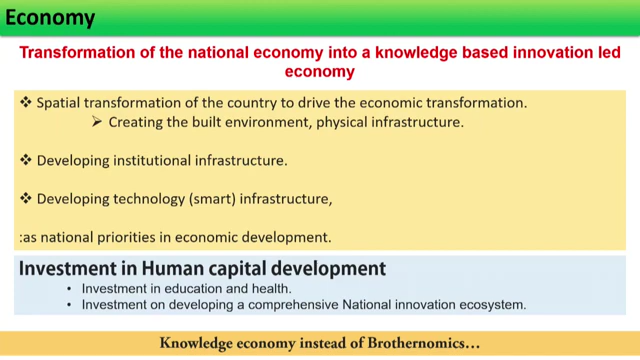 Economy
Transformation of the national economy into a knowledge based innovation led
economy
❖ Spatial transformation of the country to drive the economic transformation.
➢ Creating the built environment, physical infrastructure.
❖ Developing institutional infrastructure.
❖ Developing technology (smart) infrastructure,
:as national priorities in economic development.
Investment in Human capital development
• Investment in education and health.
• Investment on developing a comprehensive National innovation ecosystem.
Knowledge economy instead of Brothernomics...